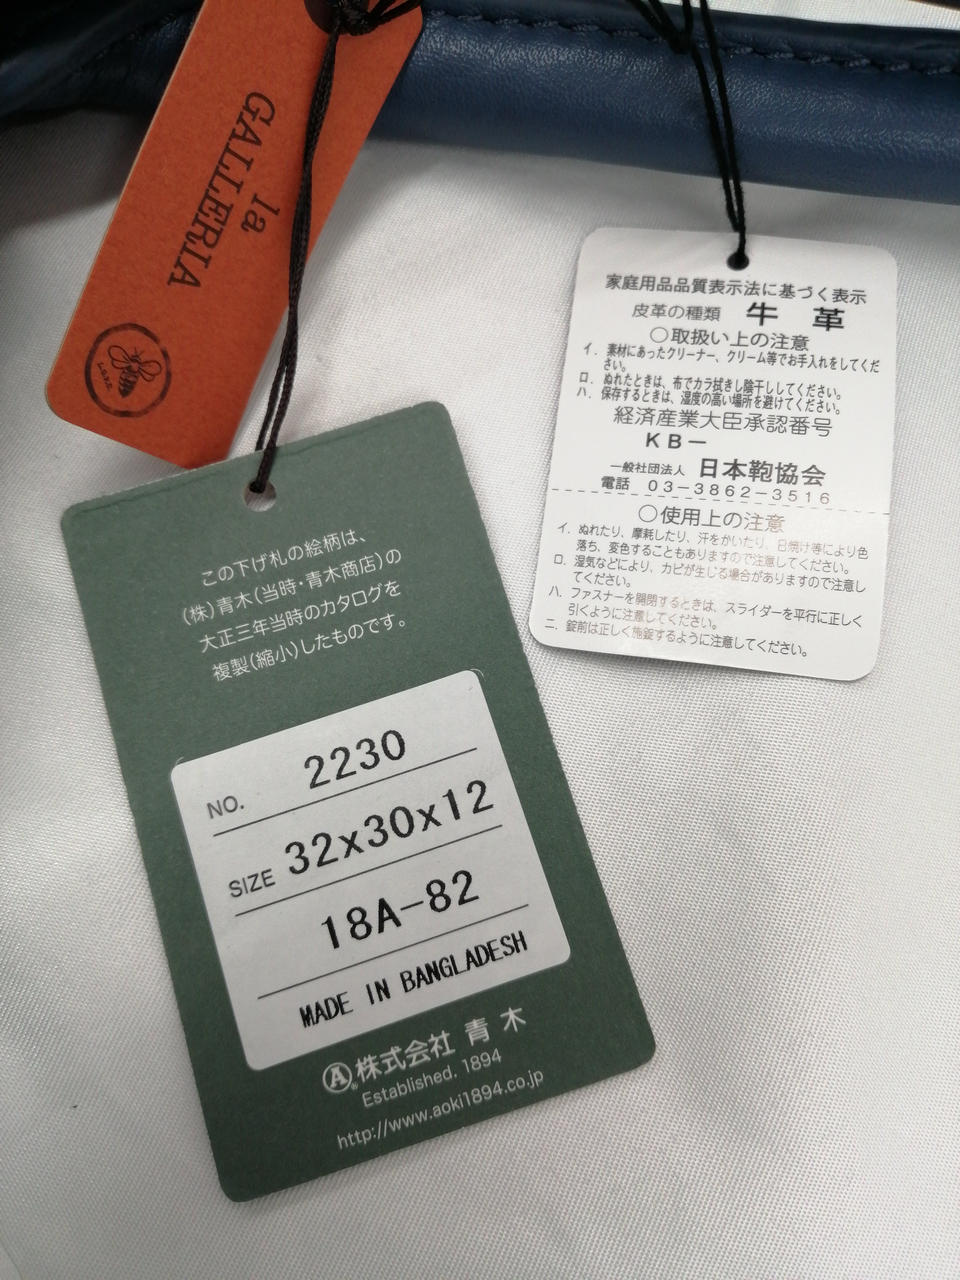 la
GALLERIA
家庭用品品質表示法に基づく表示
皮革の種類 牛 革
○取扱い上の注意
イ. 素材にあったクリーナー、クリーム等でお手入れをしてくだ
さい。
ロ. ぬれたときは、布でカラ拭きし陰干ししてください。
ハ. 保存するときは、湿度の高い場所を避けてください。
経済産業大臣承認番号
KB－
一般社団法人 日本鞄協会
電話 03－3862－3516
○使用上の注意
イ. ぬれたり、摩耗したり、汗をかいたり、日焼け等により色
落ち、変色することもありますので注意してください。
ロ. 湿気などにより、カビが生じる場合がありますので注意し
てください。
ハ. ファスナーを開閉するときは、スライダーを平行に正しく
引くように注意してください。
ニ. 錠前は正しく施錠するように注意してください。
この下げ札の絵柄は、
(株)青木(当時・青木商店)の
大正三年当時のカタログを
複製(縮小)したものです。
NO. 2230
SIZE 32x30x12
18A-82
MADE IN BANGLADESH
Ⓐ®株式会社 青木
Established. 1894
http://www.aoki1894.co.jp